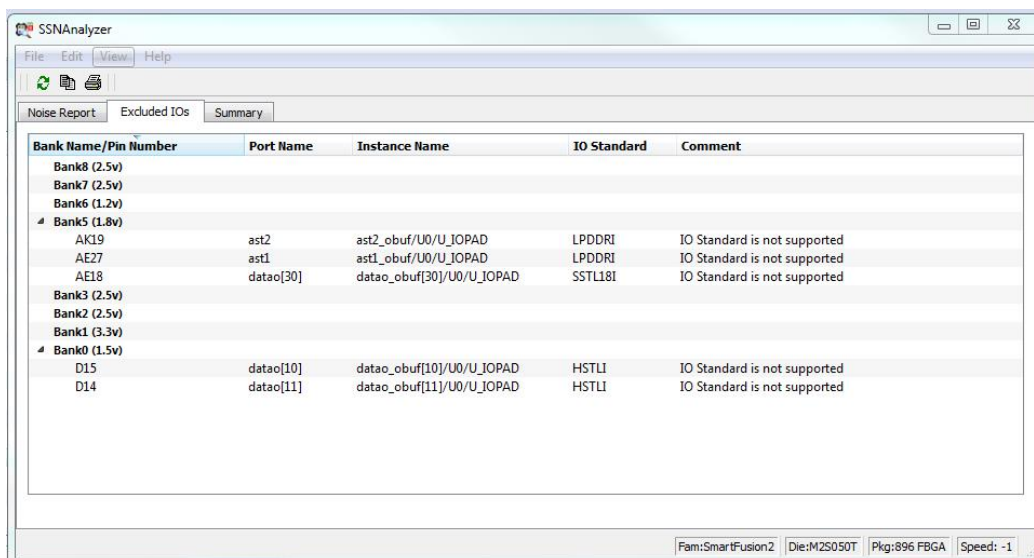 SSNAnalyzer
File Edit View Help
Noise Report Excluded IOs Summary
Bank Name/Pin Number Port Name Instance Name IO Standard Comment
Bank8 (2.5v)
Bank7 (2.5v)
Bank6 (1.2v)
Bank5 (1.8v)
AK19 ast2 ast2_obuf/U0/U_IOPAD LPDDRI IO Standard is not supported
AE27 ast1 ast1_obuf/U0/U_IOPAD LPDDRI IO Standard is not supported
AE18 datao[30] datao_obuf[30]/U0/U_IOPAD SSTL18I IO Standard is not supported
Bank3 (2.5v)
Bank2 (2.5v)
Bank1 (3.3v)
Bank0 (1.5v)
D15 datao[10] datao_obuf[10]/U0/U_IOPAD HSTLI IO Standard is not supported
D14 datao[11] datao_obuf[11]/U0/U_IOPAD HSTLI IO Standard is not supported
Fam:SmartFusion2 Die:M2S050T Pkg:896 FBGA Speed: -1